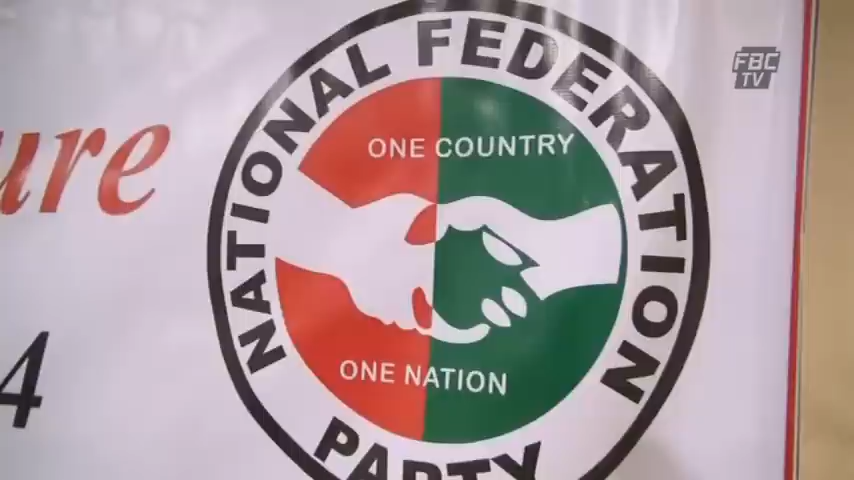 FBC
TV
NATIONAL FEDERATION
PARTY
ONE COUNTRY
ONE NATION
ure
4